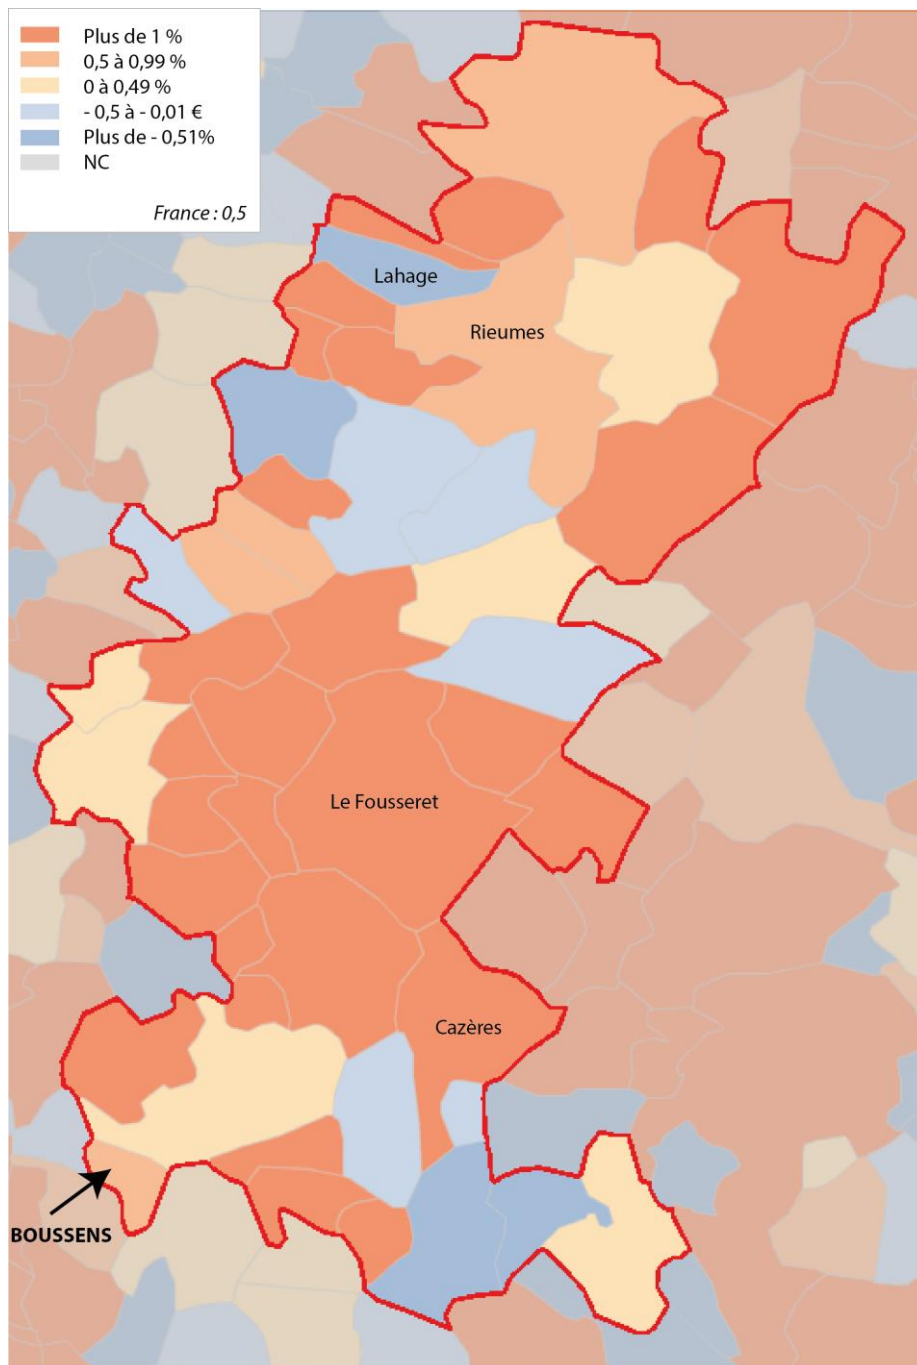 Plus de 1 %
0,5 à 0,99 %
0 à 0,49 %
- 0,5 à - 0,01 €
Plus de - 0,51%
NC
France : 0,5
Lahage
Rieumes
Le Fousseret
Cazères
BOUSSENS